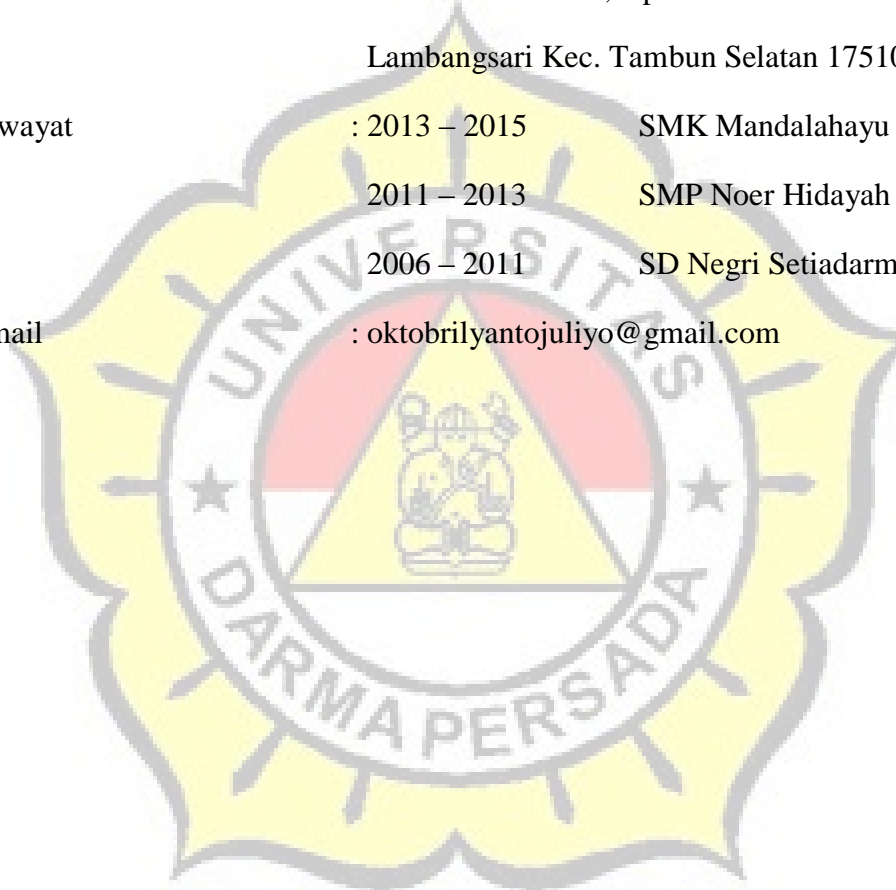 Lambangsari Kec. Tambun Selatan 17510
wayat : 2013 – 2015 SMK Mandalahayu
2011 – 2013 SMP Noer Hidayah
2006 – 2011 SD Negri Setiadarm
nail : oktobrilyantojuliyo@gmail.com
UNIVERSITAS
DARMA PERSADA